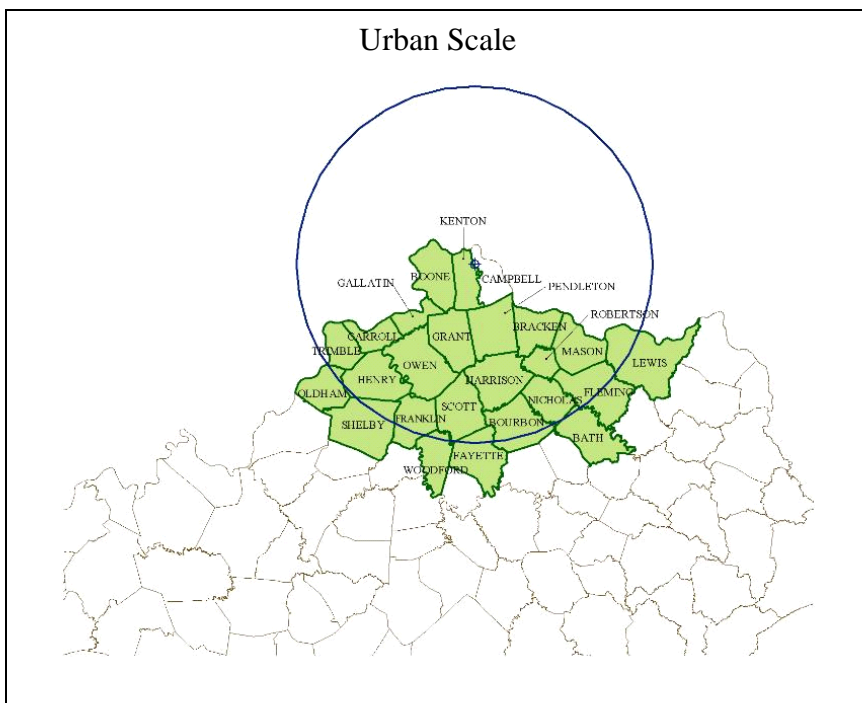 Urban Scale
KENTON
BOONE
CAMPBELL
GALLATIN
PENDLETON
ROBERTSON
BRACKEN
CARROLL
GRANT
TRIMBLE
MASON
LEWIS
OWEN
HENRY
HARRISON
OLDHAM
FLEMING
NICHOLAS
SCOTT
FRANKLIN
BOURBON
SHELBY
BATH
FAYETTE
WOODFORD